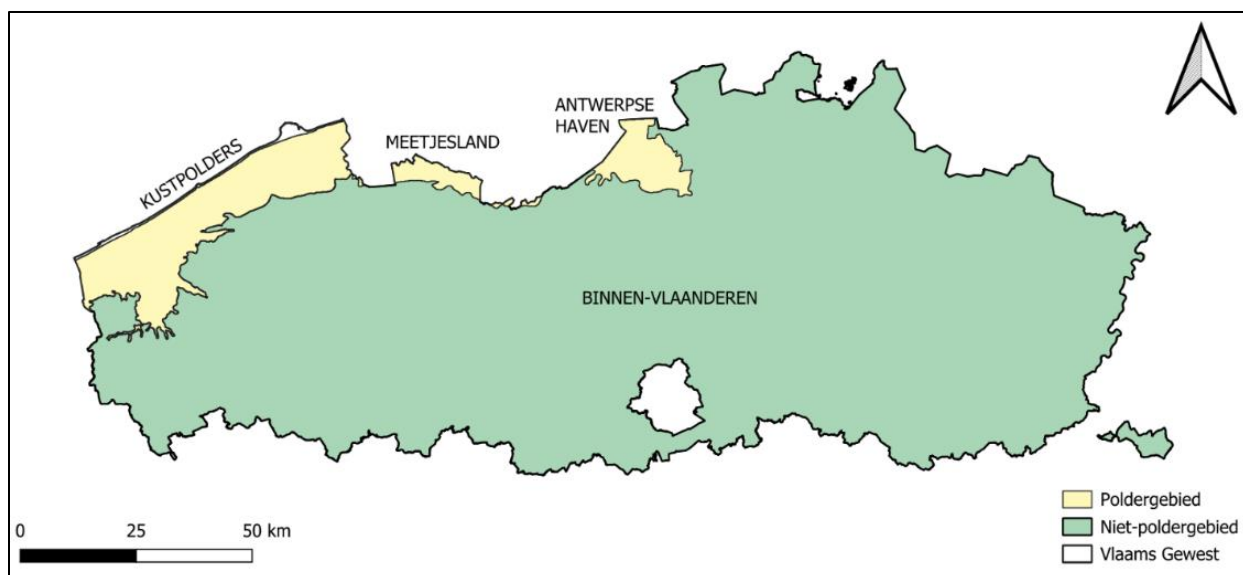 ANTWERPSE
HAVEN
MEETJESLAND
KUSTPOLDERS
BINNEN-VLAANDEREN
Poldergebied
Niet-poldergebied
Vlaams Gewest
0 25 50 km